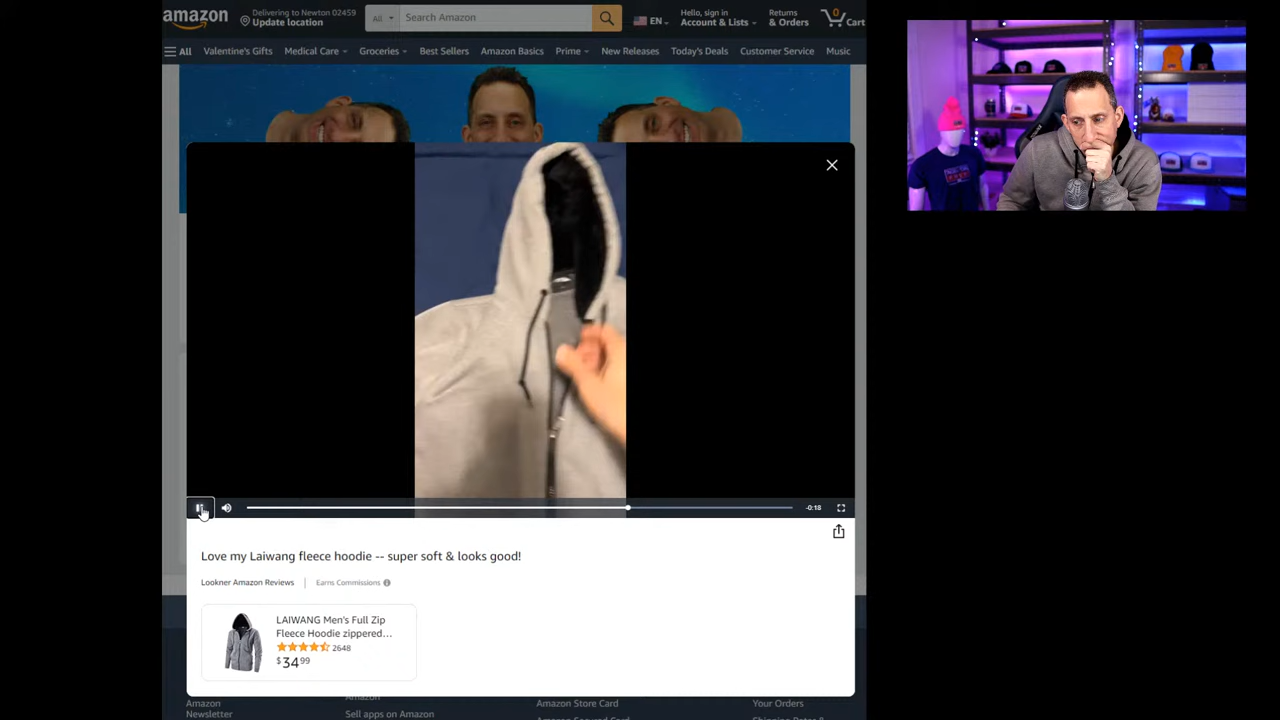 amazon
Delivering to Newton 02459
Update location
All
Search Amazon
EN
Hello, sign in
Account & Lists
Returns
& Orders
0
Cart
All
Valentine's Gifts
Medical Care
Groceries
Best Sellers
Amazon Basics
Prime
New Releases
Today's Deals
Customer Service
Music
-0:18
Love my Laiwang fleece hoodie -- super soft & looks good!
Lookner Amazon Reviews
Earns Commissions
LAIWANG Men's Full Zip
Fleece Hoodie zippered...
2648
$3499
Amazon
Newsletter
Sell apps on Amazon
Amazon Store Card
Your Orders